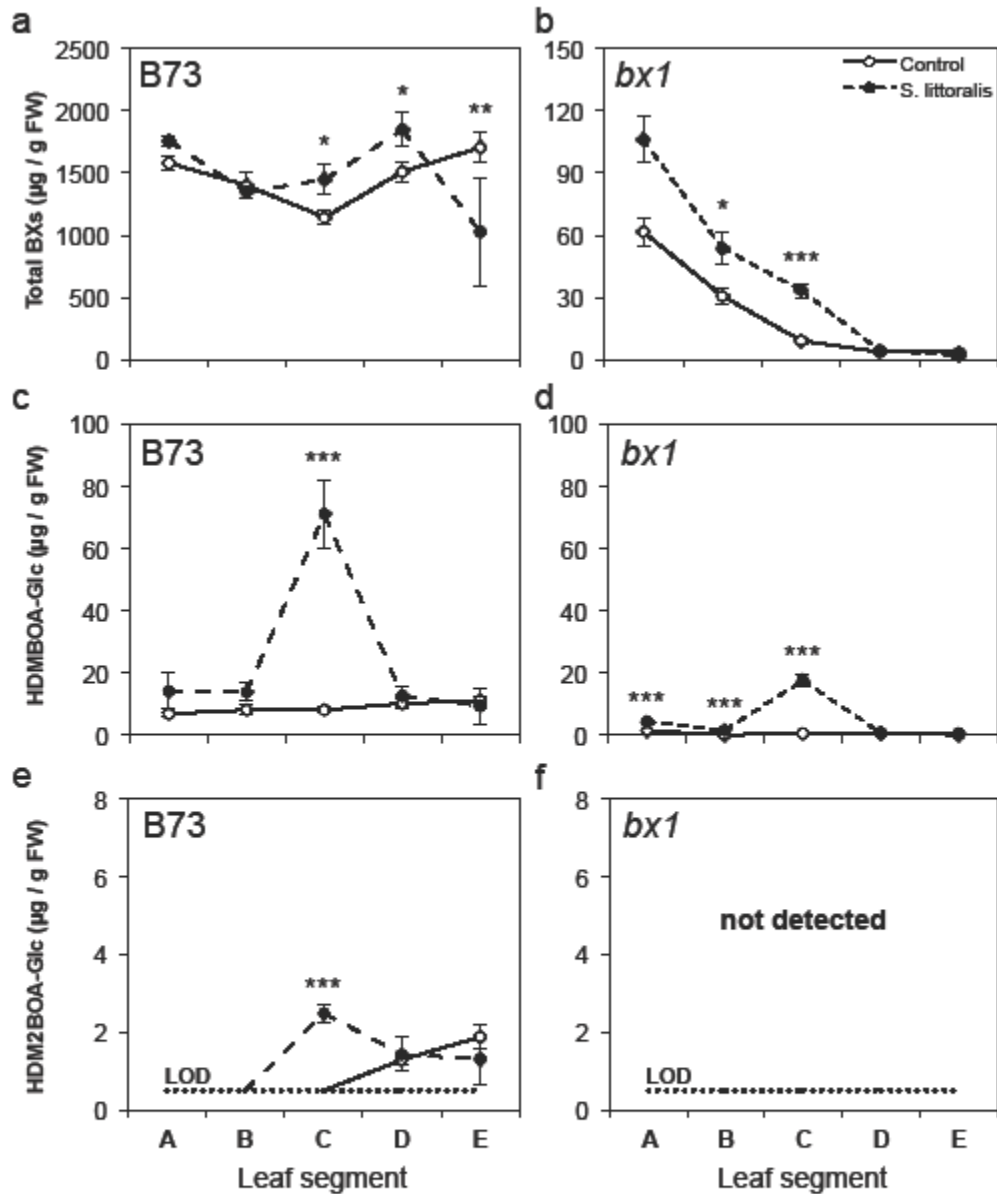 a
B73
Total BXs (µg / g FW)
2500
2000
1500
1000
500
0
*
*
**
b
bx1
Control
S. littoralis
150
120
90
60
30
0
*
***
c
B73
HDMBOA-Glc (µg / g FW)
100
80
60
40
20
0
***
d
bx1
100
80
60
40
20
0
***
***
***
e
B73
HDM2BOA-Glc (µg / g FW)
8
6
4
2
0
***
LOD
A B C D E
Leaf segment
f
bx1
8
6
4
2
0
not detected
LOD
A B C D E
Leaf segment